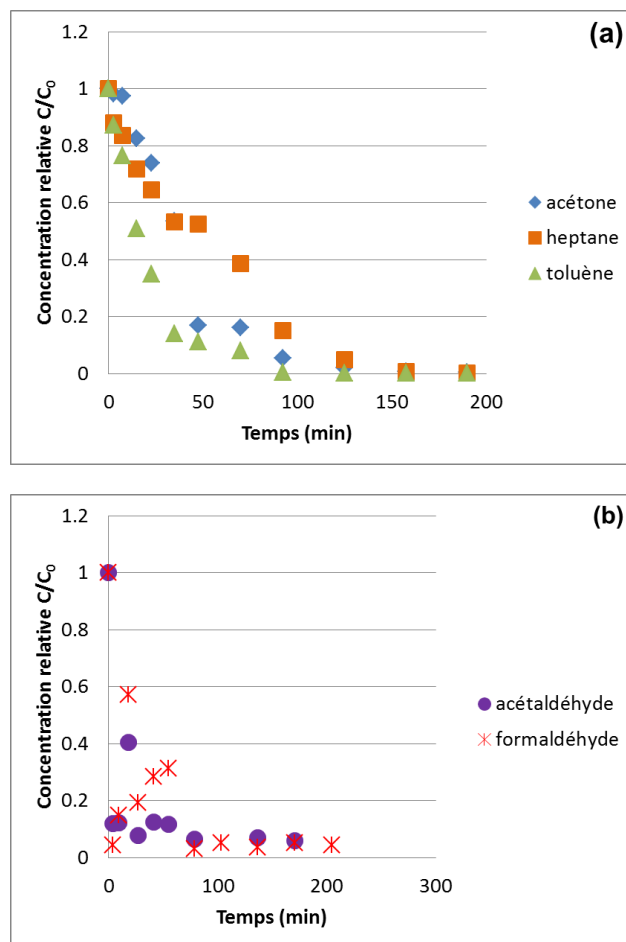 (a)
Concentration relative C/C₀
1.2
1
0.8
0.6
0.4
0.2
0
0 50 100 150 200
Temps (min)
acétone
heptane
toluène
(b)
Concentration relative C/C₀
1.2
1
0.8
0.6
0.4
0.2
0
0 100 200 300
Temps (min)
acétaldéhyde
formaldéhyde